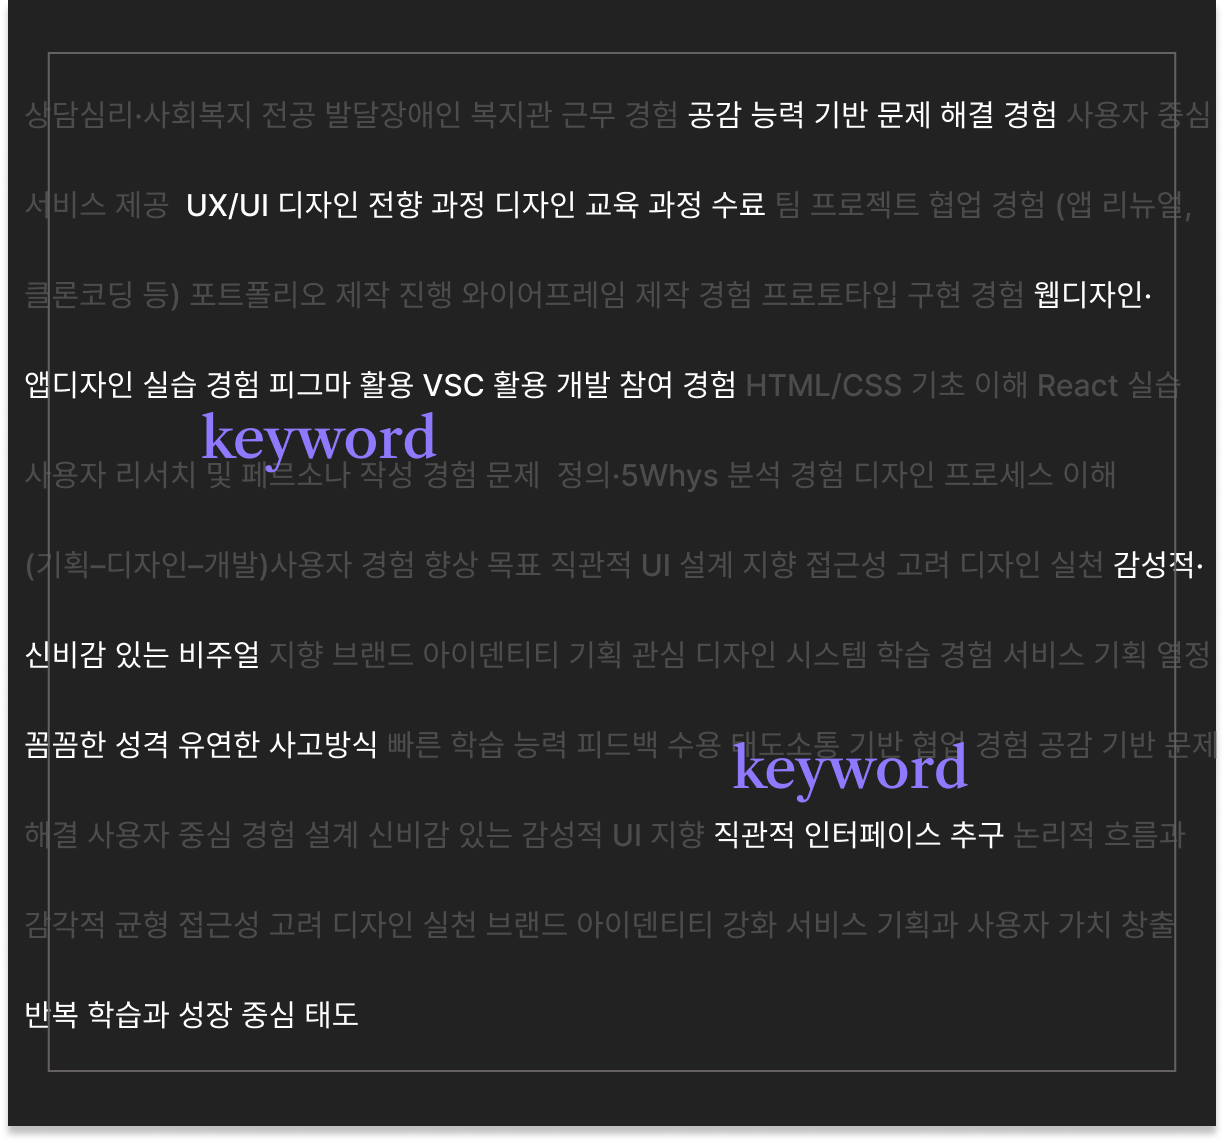 상담심리·사회복지 전공 발달장애인 복지관 근무 경험 공감 능력 기반 문제 해결 경험 사용자 중심
서비스 제공  UX/UI 디자인 전향 과정 디자인 교육 과정 수료 팀 프로젝트 협업 경험 (앱 리뉴얼,
클론코딩 등) 포트폴리오 제작 진행 와이어프레임 제작 경험 프로토타입 구현 경험 웹디자인·
앱디자인 실습 경험 피그마 활용 VSC 활용 개발 참여 경험 HTML/CSS 기초 이해 React 실습
keyword
사용자 리서치 및 페르소나 작성 경험 문제  정의·5Whys 분석 경험 디자인 프로세스 이해
(기획–디자인–개발)사용자 경험 향상 목표 직관적 UI 설계 지향 접근성 고려 디자인 실천 감성적·
신비감 있는 비주얼 지향 브랜드 아이덴티티 기획 관심 디자인 시스템 학습 경험 서비스 기획 열정
꼼꼼한 성격 유연한 사고방식 빠른 학습 능력 피드백 수용 태도소통 기반 협업 경험 공감 기반 문제
keyword
해결 사용자 중심 경험 설계 신비감 있는 감성적 UI 지향 직관적 인터페이스 추구 논리적 흐름과
감각적 균형 접근성 고려 디자인 실천 브랜드 아이덴티티 강화 서비스 기획과 사용자 가치 창출
반복 학습과 성장 중심 태도